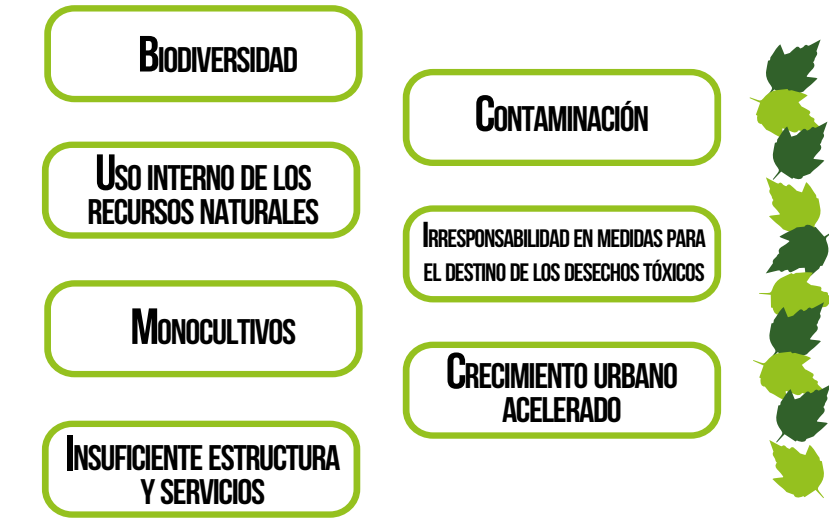 Biodiversidad
Uso interno de los
recursos naturales
Monocultivos
Insuficiente estructura
y servicios
Contaminación
Irresponsabilidad en medidas para
el destino de los desechos tóxicos
Crecimiento urbano
acelerado